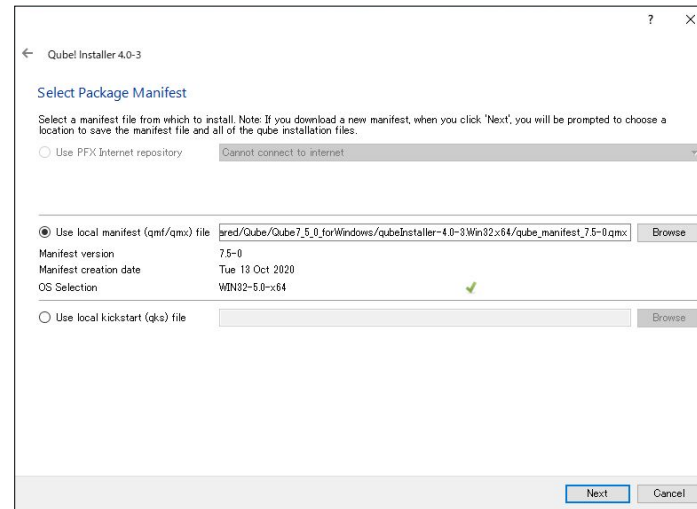 ?
Qube! Installer 4.0-3
Select Package Manifest
Select a manifest file from which to install. Note: If you download a new manifest, when you click 'Next', you will be prompted to choose a
location to save the manifest file and all of the qube installation files.
Use PFX Internet repository Cannot connect to internet
Use local manifest (qmf/qmx) file ared/Qube/Qube7_5_0_forWindows/qubeInstaller-4.0-3.Win32.x64/qube_manifest_7.5-0.qmx Browse
Manifest version 7.5-0
Manifest creation date Tue 13 Oct 2020
OS Selection WIN32-5.0-x64
Use local kickstart (qks) file Browse
Next Cancel